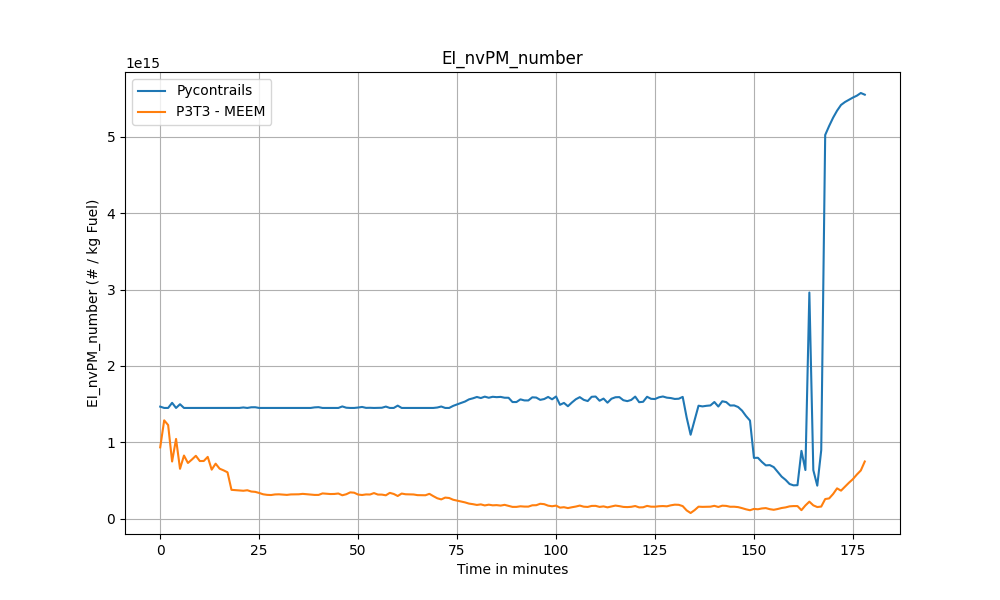 EI_nvPM_number
1e15
Pycontrails
P3T3 - MEEM
EI_nvPM_number (# / kg Fuel)
5
4
3
2
1
0
0 25 50 75 100 125 150 175
Time in minutes